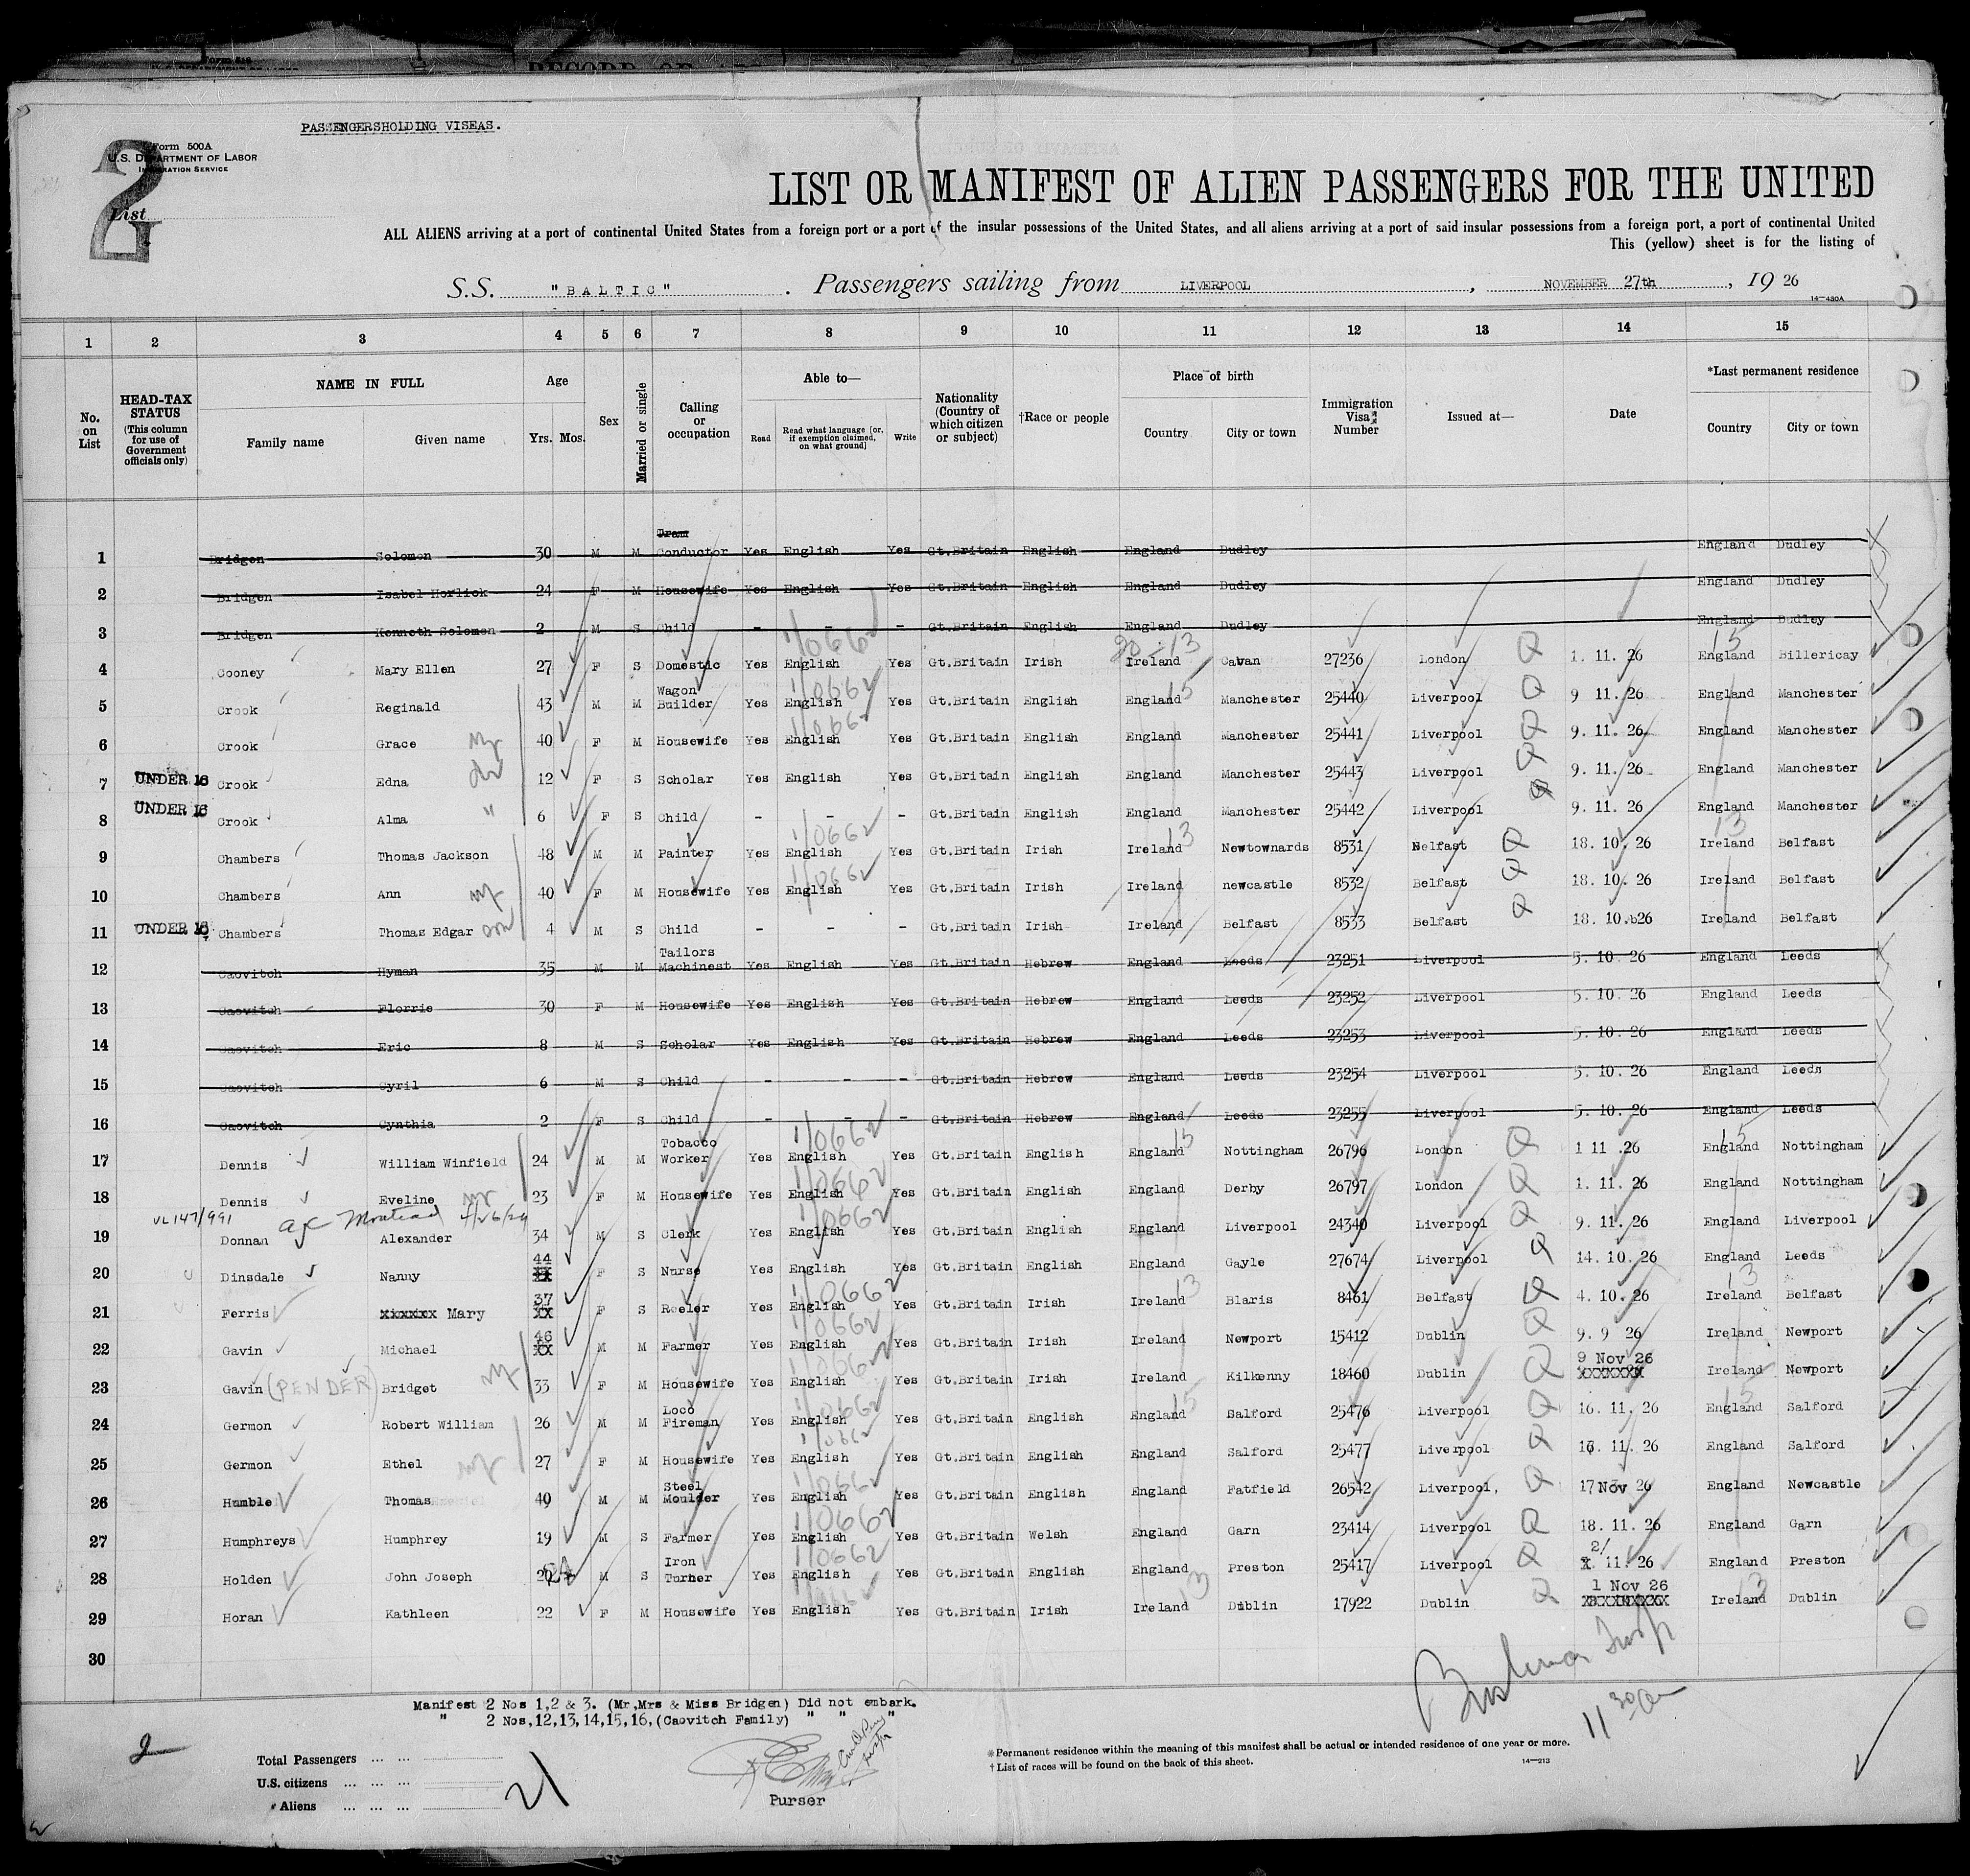 PASSENGERSHOLDING VISEAS.
Form 500A
U.S. DEPARTMENT OF LABOR
IMMIGRATION SERVICE
2
List
LIST OR MANIFEST OF ALIEN PASSENGERS FOR THE UNITED
ALL ALIENS arriving at a port of continental United States from a foreign port or a port of the insular possessions of the United States, and all aliens arriving at a port of said insular possessions from a foreign port, a port of continental United
This (yellow) sheet is for the listing of
S.S. "BALTIC". Passengers sailing from LIVERPOOL, NOVEMBER 27th, 19 26
14—430A
1 2 3 4 5 6 7 8 9 10 11 12 13 14 15
No. on List
HEAD-TAX STATUS (This column for use of Government officials only)
NAME IN FULL Family name Given name
Age Yrs. Mos.
Sex
Married or single
Calling or occupation
Able to— Read Read what language [or, if exemption claimed, on what ground] Write
Nationality (Country of which citizen or subject)
†Race or people
Place of birth Country City or town
Immigration Visa Number
Issued at—
Date
*Last permanent residence Country City or town
1 Bridgen Solomon 30 M M Tram Conductor Yes English Yes Gt.Britain English England Dudley England Dudley
2 Bridgen Isabel Horlick 24 F M Housewife Yes English Yes Gt.Britain English England Dudley England Dudley
3 Bridgen Kenneth Solomon 2 M S Child - - - Gt.Britain English England Dudley England Dudley
4 Cooney Mary Ellen 27 F S Domestic Yes English Yes Gt.Britain Irish Ireland Cavan 27236 London 1. 11. 26 England Billericay
5 Crook Reginald 43 M M Wagon Builder Yes English Yes Gt.Britain English England Manchester 25440 Liverpool 9 11. 26 England Manchester
6 Crook Grace 40 F M Housewife Yes English Yes Gt.Britain English England Manchester 25441 Liverpool 9. 11. 26 England Manchester
7 UNDER 16 Crook Edna 12 F S Scholar Yes English Yes Gt.Britain English England Manchester 25443 Liverpool 9. 11. 26 England Manchester
8 UNDER 16 Crook Alma " 6 F S Child - - - Gt.Britain English England Manchester 25442 Liverpool 9. 11. 26 England Manchester
9 Chambers Thomas Jackson 48 M M Painter Yes English Yes Gt.Britain Irish Ireland Newtownards 8531 Belfast 18. 10. 26 Ireland Belfast
10 Chambers Ann 40 F M Housewife Yes English Yes Gt.Britain Irish Ireland newcastle 8532 Belfast 18. 10. 26 Ireland Belfast
11 UNDER 16 Chambers Thomas Edgar son 4 M S Child - - - Gt.Britain Irish Ireland Belfast 8533 Belfast 18. 10. 26 Ireland Belfast
12 Caovitch Hyman 35 M M Tailors Machinest Yes English Yes Gt.Britain Hebrew England Leeds 23251 Liverpool 5. 10. 26 England Leeds
13 Caovitch Florrie 30 F M Housewife Yes English Yes Gt.Britain Hebrew England Leeds 23252 Liverpool 5. 10. 26 England Leeds
14 Caovitch Eric 8 M S Scholar Yes English Yes Gt.Britain Hebrew England Leeds 23253 Liverpool 5. 10. 26 England Leeds
15 Caovitch Cyril 6 M S Child - - - Gt.Britain Hebrew England Leeds 23254 Liverpool 5. 10. 26 England Leeds
16 Caovitch Cynthia 2 F S Child - - - Gt.Britain Hebrew England Leeds 23255 Liverpool 5. 10. 26 England Leeds
17 Dennis William Winfield 24 M M Tobacco Worker Yes English Yes Gt.Britain English England Nottingham 26796 London 1 11 .26 England Nottingham
18 Dennis Eveline 23 F M Housewife Yes English Yes Gt.Britain English England Derby 26797 London 1. 11. 26 England Nottingham
VL147/991 Montreal
19 Donnan Alexander 34 M S Clerk Yes English Yes Gt.Britain English England Liverpool 24340 Liverpool 9. 11. 26 England Liverpool
20 Dinsdale Nanny 44 F S Nurse Yes English Yes Gt.Britain English England Gayle 27674 Liverpool 14. 10. 26 England Leeds
21 Ferris Mary 37 F S Reeler Yes English Yes Gt.Britain Irish Ireland Blaris 8461 Belfast 4. 10. 26 Ireland Belfast
22 Gavin Michael 46 M M Farmer Yes English Yes Gt.Britain Irish Ireland Newport 15412 Dublin 9. 9 26 Ireland Newport
23 Gavin (PENDER) Bridget 33 F M Housewife Yes English Yes Gt.Britain Irish Ireland Kilkenny 18460 Dublin 9 Nov 26 XXXXXXX Ireland Newport
24 Germon Robert William 26 M M Loco Fireman Yes English Yes Gt.Britain English England Salford 25476 Liverpool 16. 11. 26 England Salford
25 Germon Ethel 27 F M Housewife Yes English Yes Gt.Britain English England Salford 25477 Liverpool 16. 11. 26 England Salford
26 Humble Thomas 40 M M Steel Moulder Yes English Yes Gt.Britain English England Fatfield 26542 Liverpool, 17 Nov 26 England Newcastle
27 Humphreys Humphrey 19 M S Farmer Yes English Yes Gt.Britain Welsh England Garn 23414 Liverpool 18. 11. 26 England Garn
28 Holden John Joseph 24 M S Iron Turner Yes English Yes Gt.Britain English England Preston 25417 Liverpool 2/ 11. 26 England Preston
29 Horan Kathleen 22 F M Housewife Yes English Yes Gt.Britain Irish Ireland Dublin 17922 Dublin 1 Nov 26 Ireland Dublin
30
Manifest 2 Nos 1,2 & 3. (Mr,Mrs & Miss Bridgen) Did not embark.
" 2 Nos,12,13,14,15,16,(Caovitch Family) " " "
2
Total Passengers ... ...
U.S. citizens ... ... ...
Aliens ... ... ...
21
Purser
11 30 am
*Permanent residence within the meaning of this manifest shall be actual or intended residence of one year or more.
†List of races will be found on the back of this sheet.
14—213